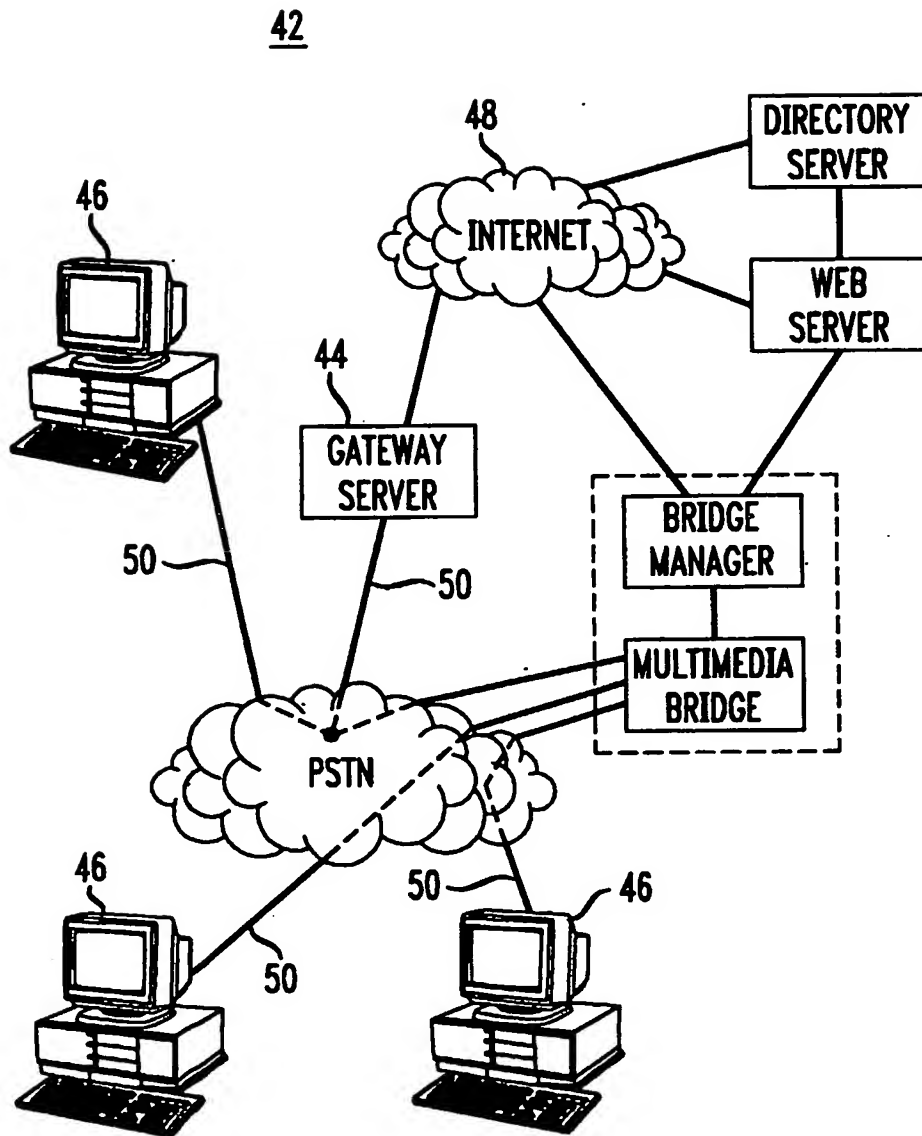 42
48
DIRECTORY
SERVER
46
INTERNET
WEB
SERVER
44
GATEWAY
SERVER
BRIDGE
MANAGER
50
50
MULTIMEDIA
BRIDGE
PSTN
46
50
46
50